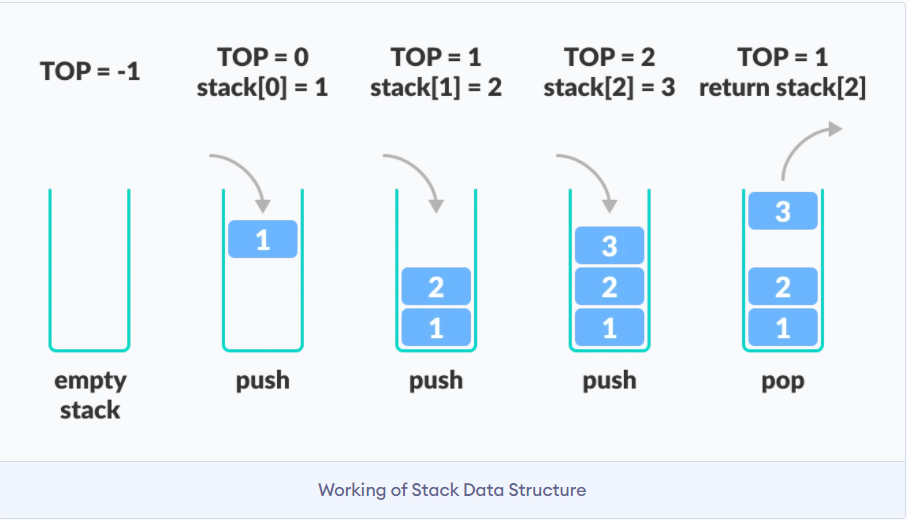 TOP = -1
TOP = 0
stack[0] = 1
TOP = 1
stack[1] = 2
TOP = 2
stack[2] = 3
TOP = 1
return stack[2]
1
2
1
3
2
1
3
2
1
empty
stack
push
push
push
pop
Working of Stack Data Structure